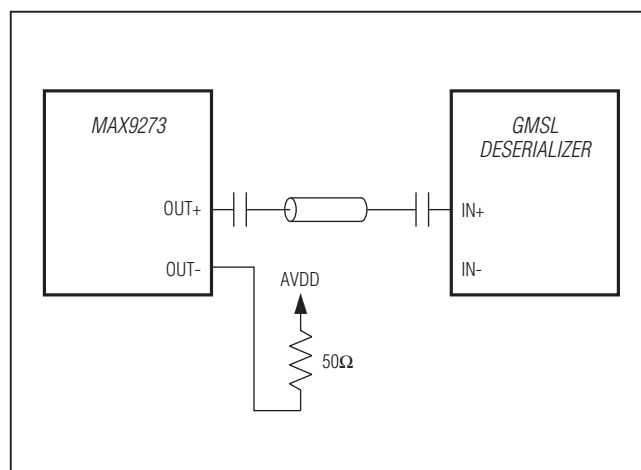 MAX9273
GMSL
DESERIALIZER
OUT+
IN+
OUT-
IN-
AVDD
50Ω